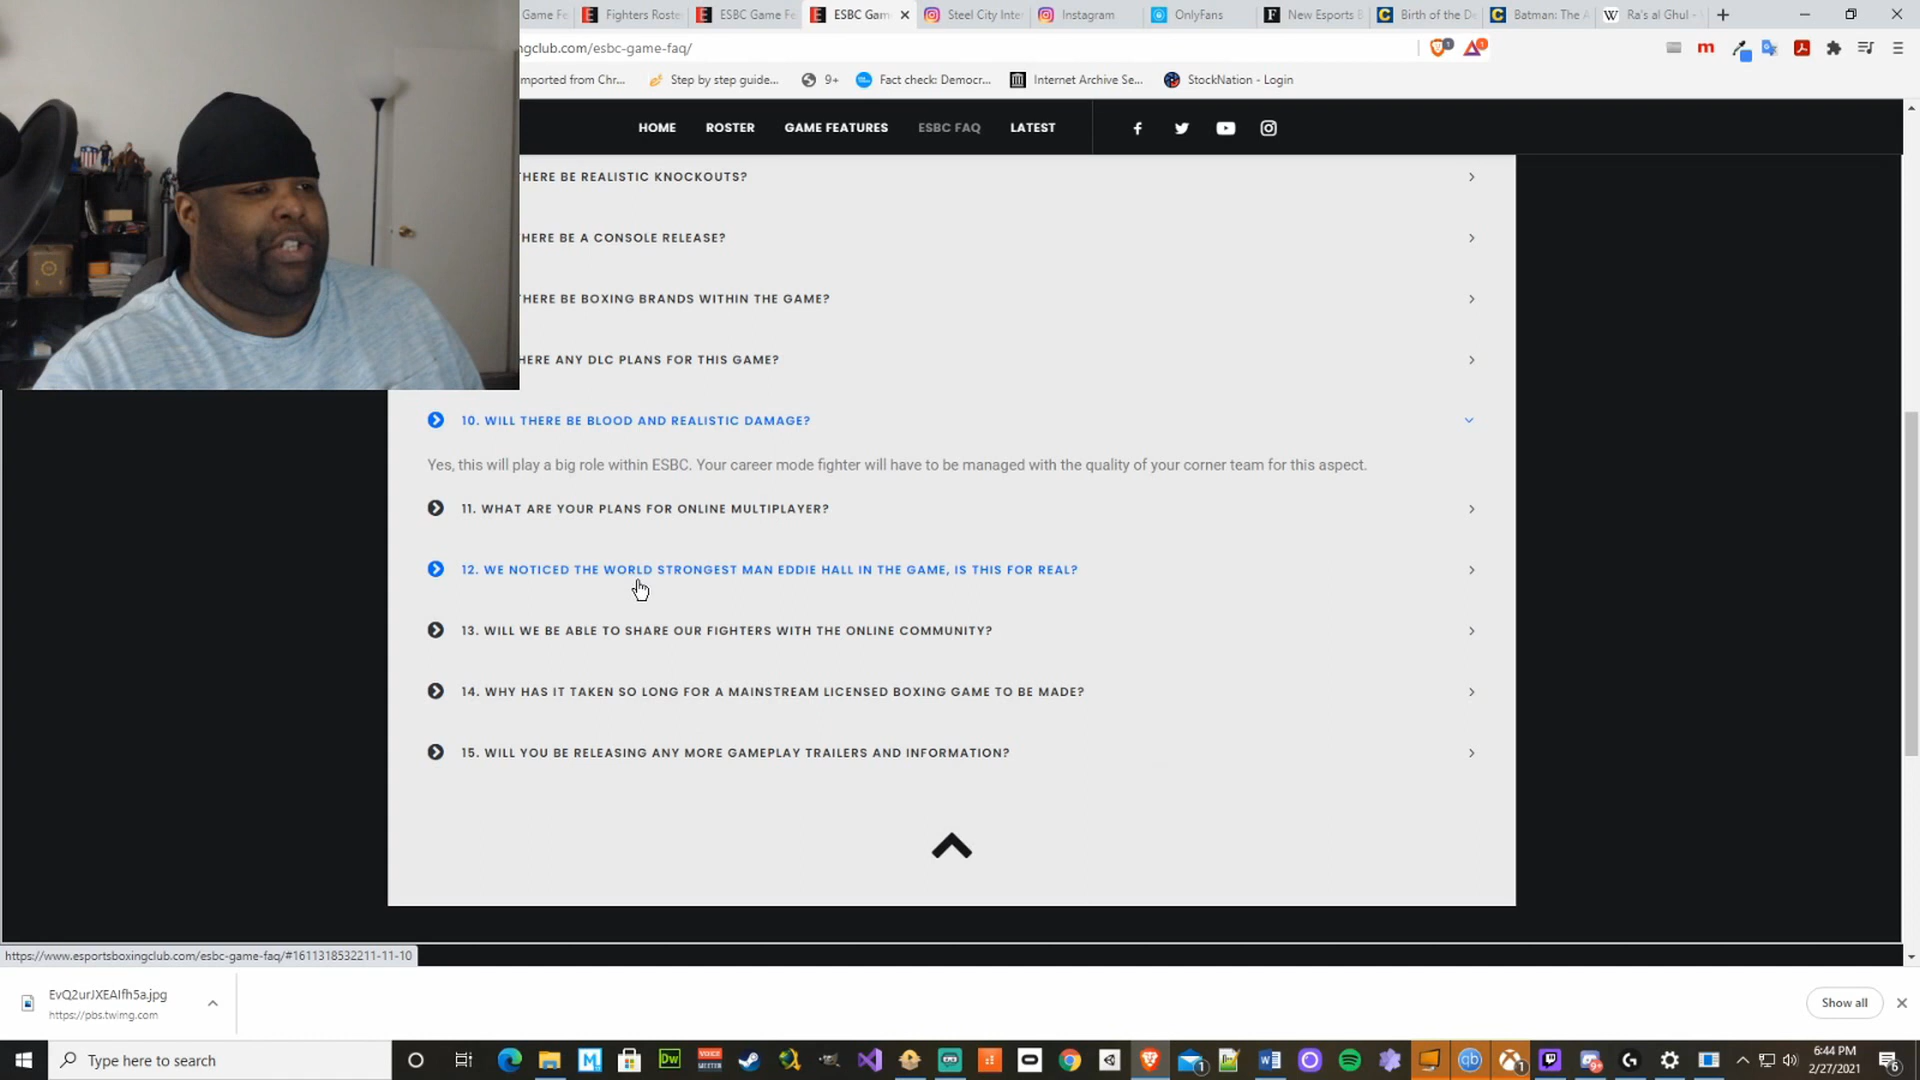 Game Fe
Fighters Roste
ESBC Game Fe
ESBC Gam
Steel City Inte
Instagram
OnlyFans
New Esports B
Birth of the De
Batman: The A
Ra's al Ghul -
ngclub.com/esbc-game-faq/
mported from Chr...
Step by step guide...
9+
Fact check: Democr...
Internet Archive Se...
StockNation - Login
HOME ROSTER GAME FEATURES ESBC FAQ LATEST
HERE BE REALISTIC KNOCKOUTS?
HERE BE A CONSOLE RELEASE?
HERE BE BOXING BRANDS WITHIN THE GAME?
HERE ANY DLC PLANS FOR THIS GAME?
10. WILL THERE BE BLOOD AND REALISTIC DAMAGE?
Yes, this will play a big role within ESBC. Your career mode fighter will have to be managed with the quality of your corner team for this aspect.
11. WHAT ARE YOUR PLANS FOR ONLINE MULTIPLAYER?
12. WE NOTICED THE WORLD STRONGEST MAN EDDIE HALL IN THE GAME, IS THIS FOR REAL?
13. WILL WE BE ABLE TO SHARE OUR FIGHTERS WITH THE ONLINE COMMUNITY?
14. WHY HAS IT TAKEN SO LONG FOR A MAINSTREAM LICENSED BOXING GAME TO BE MADE?
15. WILL YOU BE RELEASING ANY MORE GAMEPLAY TRAILERS AND INFORMATION?
https://www.esportsboxingclub.com/esbc-game-faq/#1611318532211-11-10
EvQ2urJXEAIfh5a.jpg
https://pbs.twimg.com
Show all
Type here to search
6:44 PM
2/27/2021